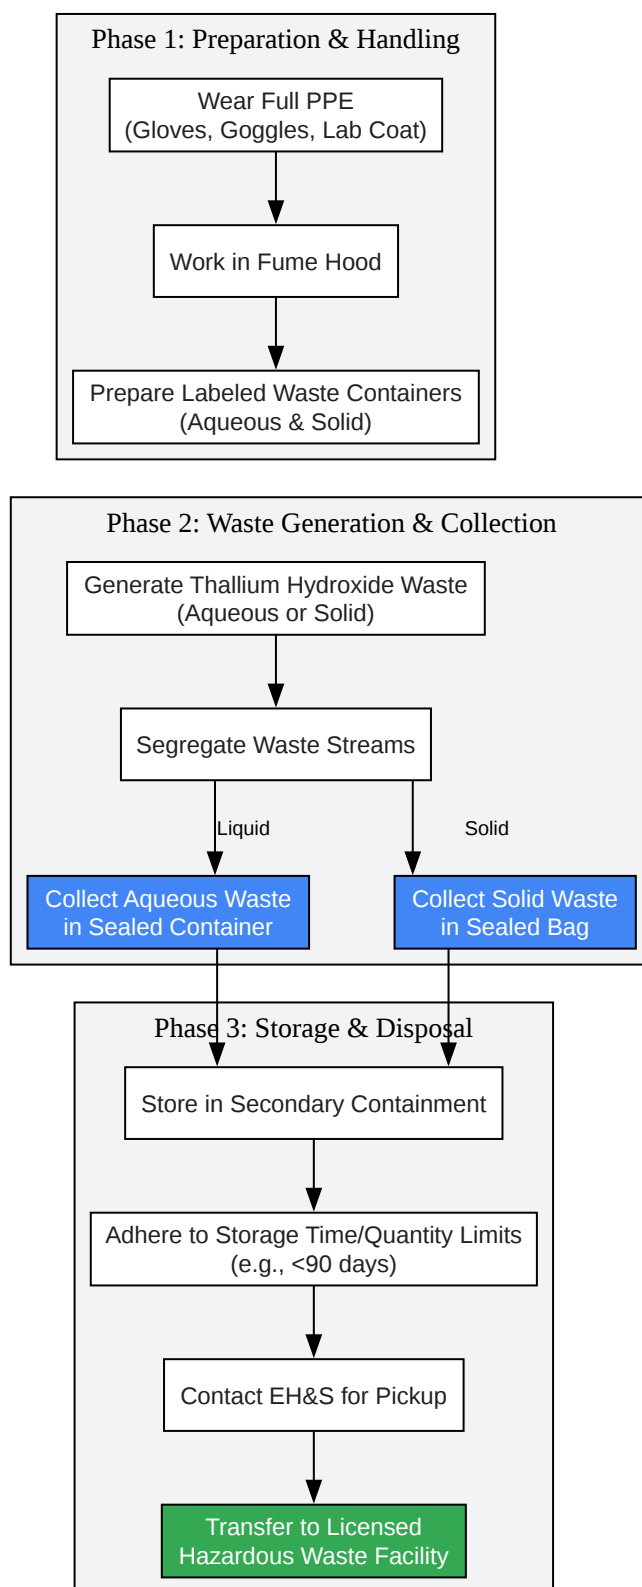 Phase 1: Preparation & Handling
Wear Full PPE
(Gloves, Goggles, Lab Coat)
Work in Fume Hood
Prepare Labeled Waste Containers
(Aqueous & Solid)
Phase 2: Waste Generation & Collection
Generate Thallium Hydroxide Waste
(Aqueous or Solid)
Segregate Waste Streams
Liquid
Solid
Collect Aqueous Waste
in Sealed Container
Collect Solid Waste
in Sealed Bag
Phase 3: Storage & Disposal
Store in Secondary Containment
Adhere to Storage Time/Quantity Limits
(e.g., <90 days)
Contact EH&S for Pickup
Transfer to Licensed
Hazardous Waste Facility